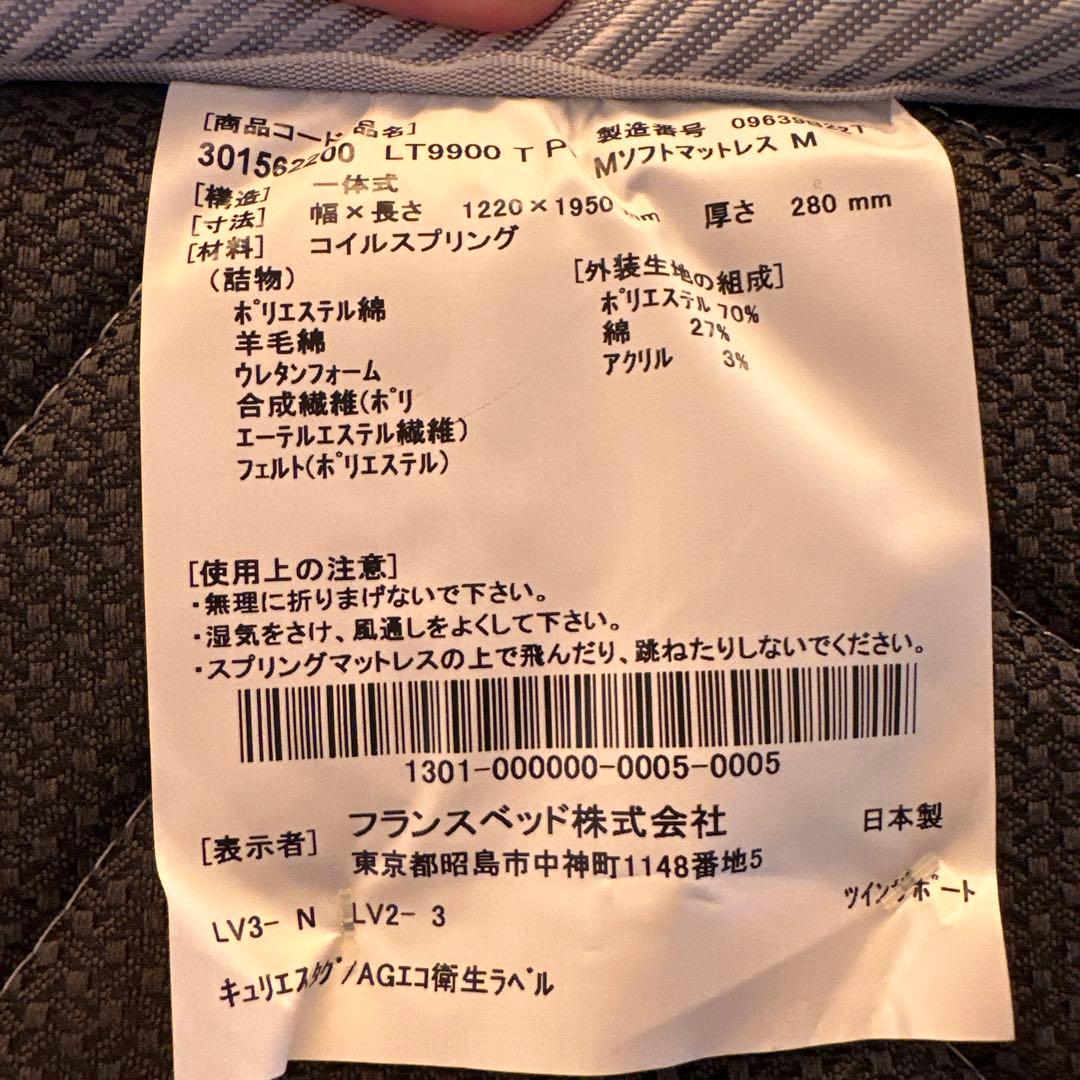 [商品コード 品名] 製造番号
LT9900 T P Mソフトマットレス M
[構造] 一体式
[寸法] 幅×長さ 1220×1950 mm 厚さ 280 mm
[材料] コイルスプリング
(詰物) [外装生地の組成]
ポリエステル綿 ポリエステル 70%
羊毛綿 綿 27%
ウレタンフォーム アクリル 3%
合成繊維(ポリ
エーテルエステル繊維)
フェルト(ポリエステル)
[使用上の注意]
・無理に折りまげないで下さい。
・湿気をさけ、風通しをよくして下さい。
・スプリングマットレスの上で飛んだり、跳ねたりしないでください。
1301-000000-0005-0005
[表示者] フランスベッド株式会社 日本製
東京都昭島市中神町1148番地5
ツインサポート
LV3- N LV2- 3
キュリエスタグ/AGエコ衛生ラベル